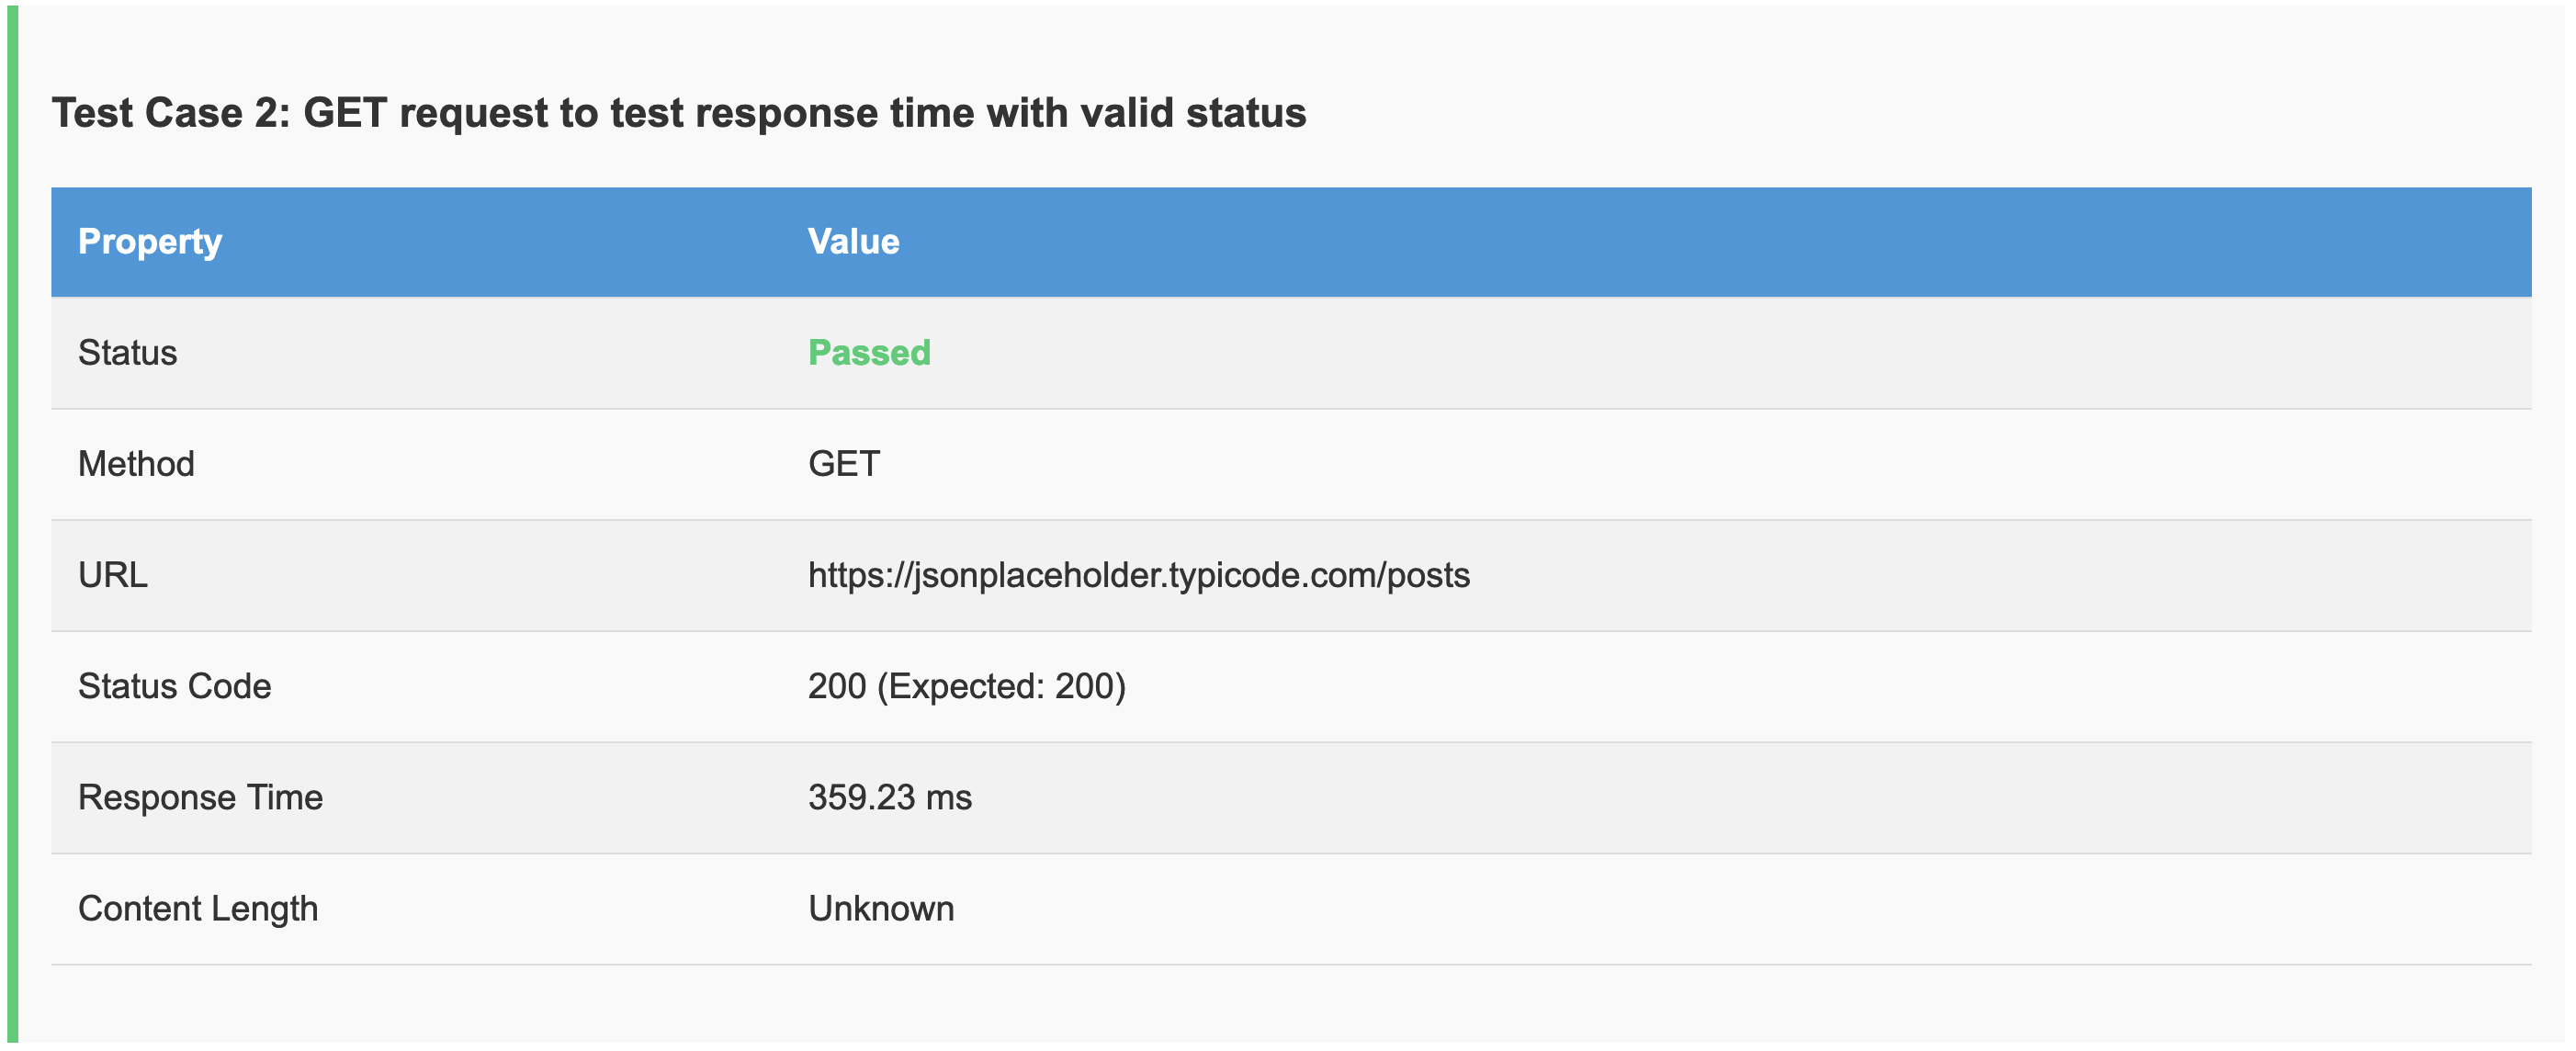 Test Case 2: GET request to test response time with valid status
Property Value
Status Passed
Method GET
URL https://jsonplaceholder.typicode.com/posts
Status Code 200 (Expected: 200)
Response Time 359.23 ms
Content Length Unknown